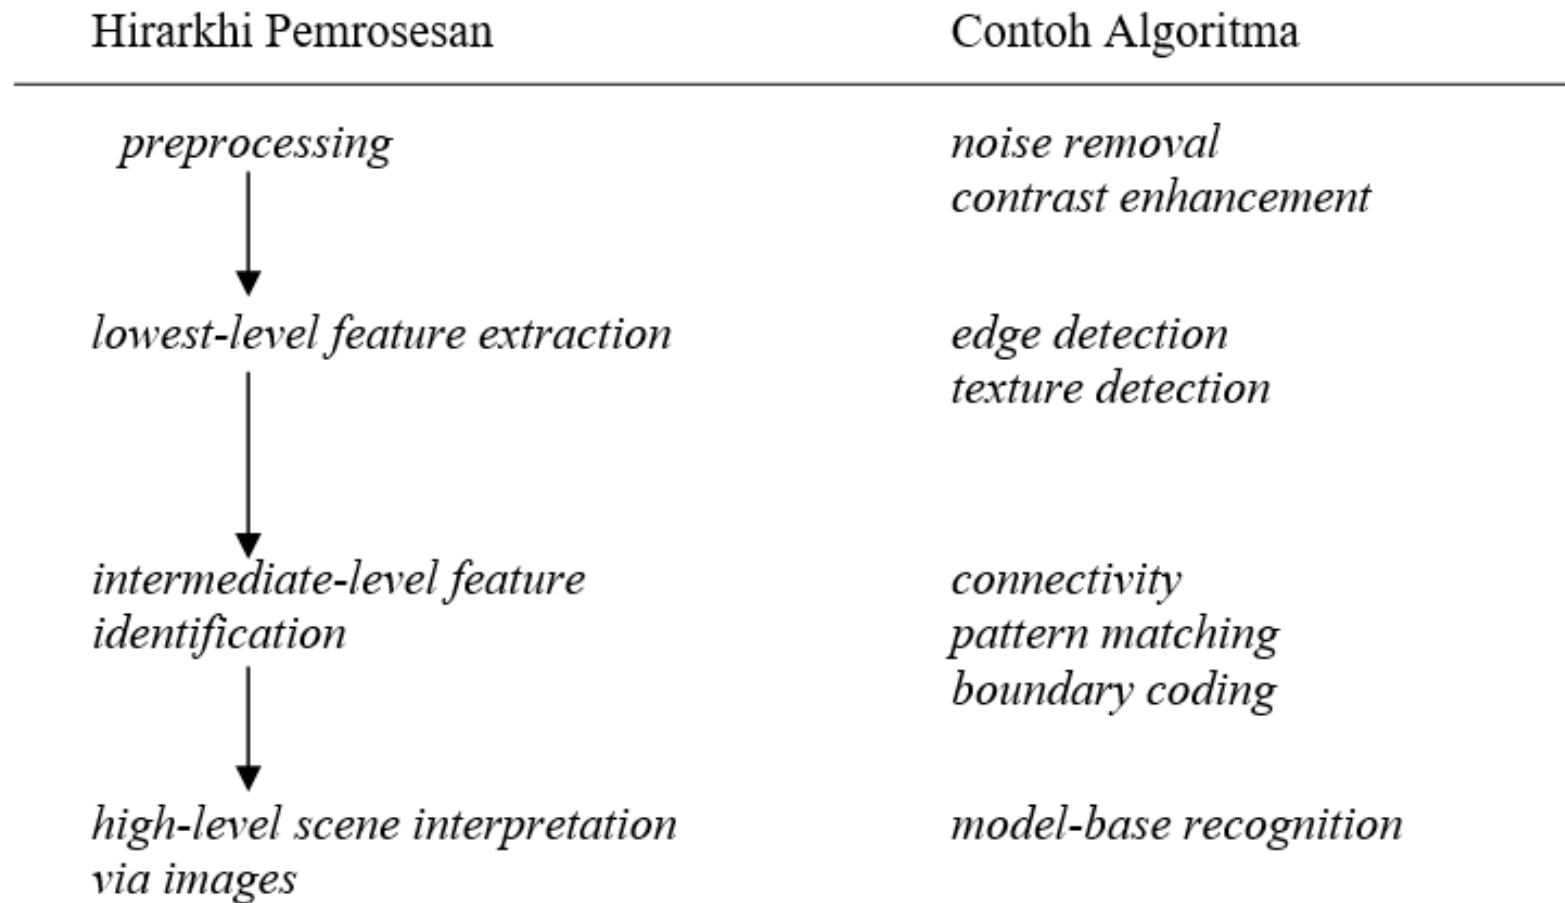 Hirarkhi Pemrosesan Contoh Algoritma
preprocessing noise removal
contrast enhancement
lowest-level feature extraction edge detection
texture detection
intermediate-level feature connectivity
identification pattern matching
boundary coding
high-level scene interpretation model-base recognition
via images